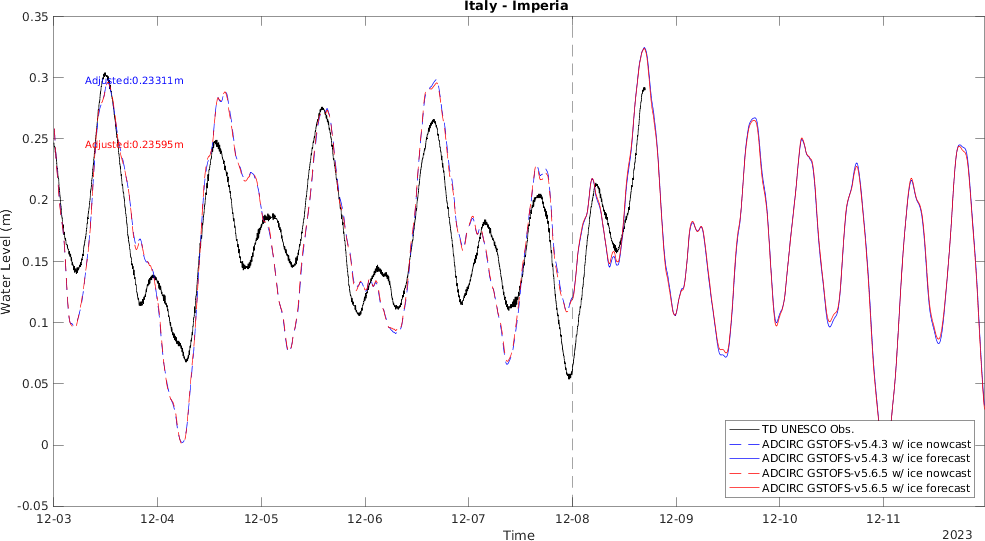 Italy - Imperia
0.35
0.3
0.25
0.2
0.15
0.1
0.05
0
-0.05
Water Level (m)
Adjusted:0.23311m
Adjusted:0.23595m
TD UNESCO Obs.
ADCIRC GSTOFS-v5.4.3 w/ ice nowcast
ADCIRC GSTOFS-v5.4.3 w/ ice forecast
ADCIRC GSTOFS-v5.6.5 w/ ice nowcast
ADCIRC GSTOFS-v5.6.5 w/ ice forecast
12-03 12-04 12-05 12-06 12-07 12-08 12-09 12-10 12-11
Time
2023